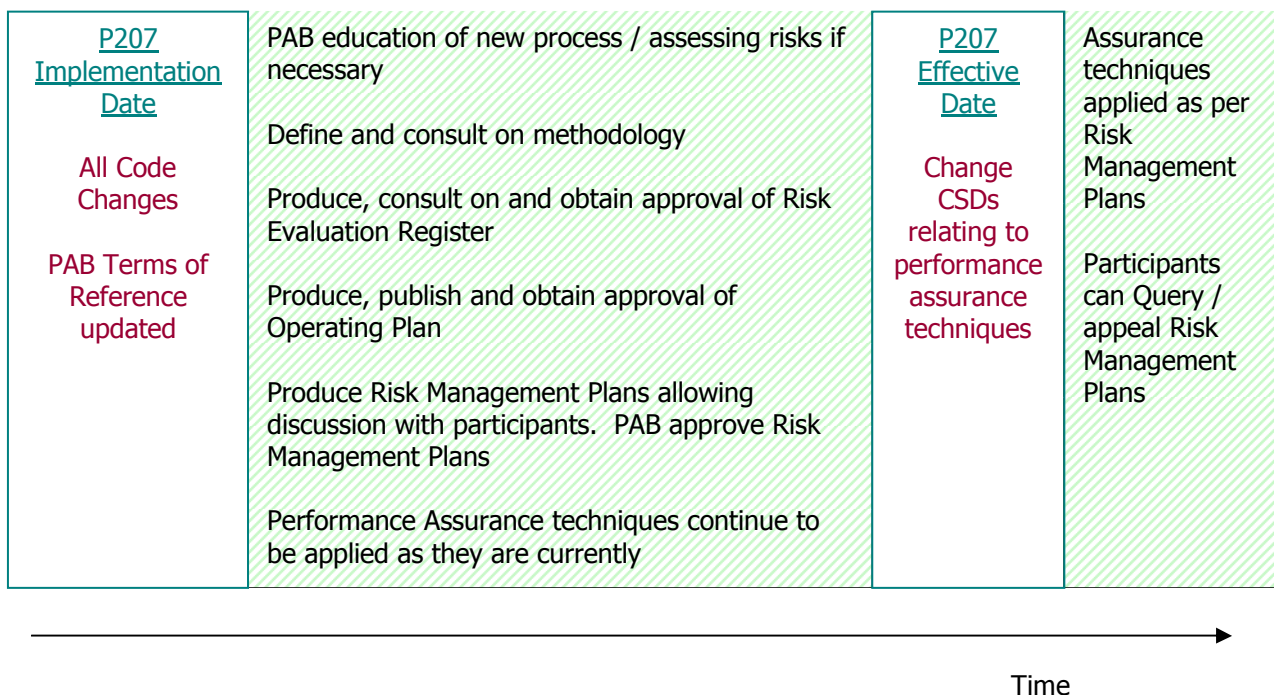 P207
Implementation
Date
All Code
Changes
PAB Terms of
Reference
updated
PAB education of new process / assessing risks if
necessary
Define and consult on methodology
Produce, consult on and obtain approval of Risk
Evaluation Register
Produce, publish and obtain approval of
Operating Plan
Produce Risk Management Plans allowing
discussion with participants.  PAB approve Risk
Management Plans
Performance Assurance techniques continue to
be applied as they are currently
P207
Effective
Date
Change
CSDs
relating to
performance
assurance
techniques
Assurance
techniques
applied as per
Risk
Management
Plans
Participants
can Query /
appeal Risk
Management
Plans
Time